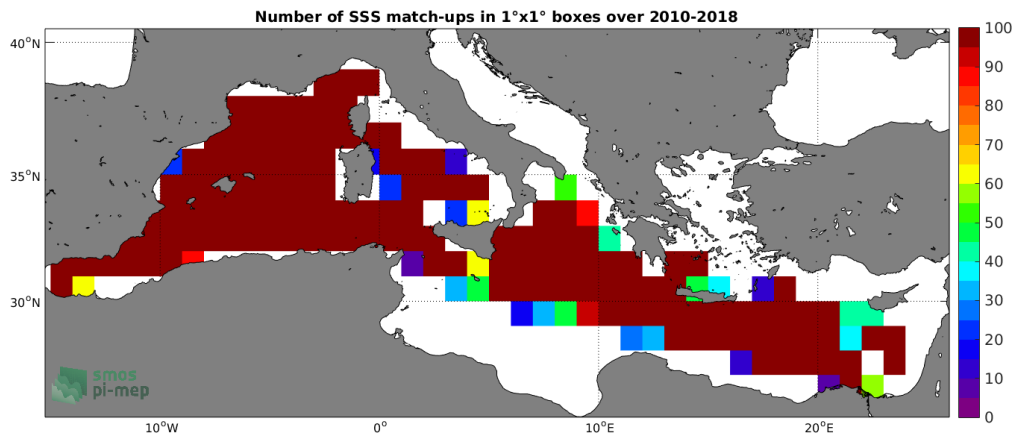 Number of SSS match-ups in 1°x1° boxes over 2010-2018
40°N
35°N
30°N
10°W
0°
10°E
20°E
100
90
80
70
60
50
40
30
20
10
0
smos
pi-mep